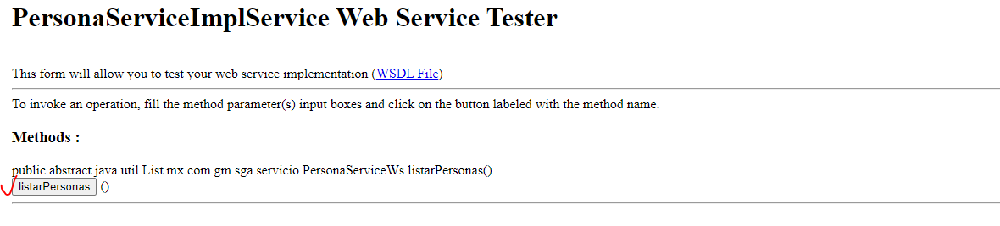 PersonaServiceImplService Web Service Tester
This form will allow you to test your web service implementation (WSDL File)
To invoke an operation, fill the method parameter(s) input boxes and click on the button labeled with the method name.
Methods :
public abstract java.util.List mx.com.gm.sga.servicio.PersonaServiceWs.listarPersonas()
listarPersonas ()